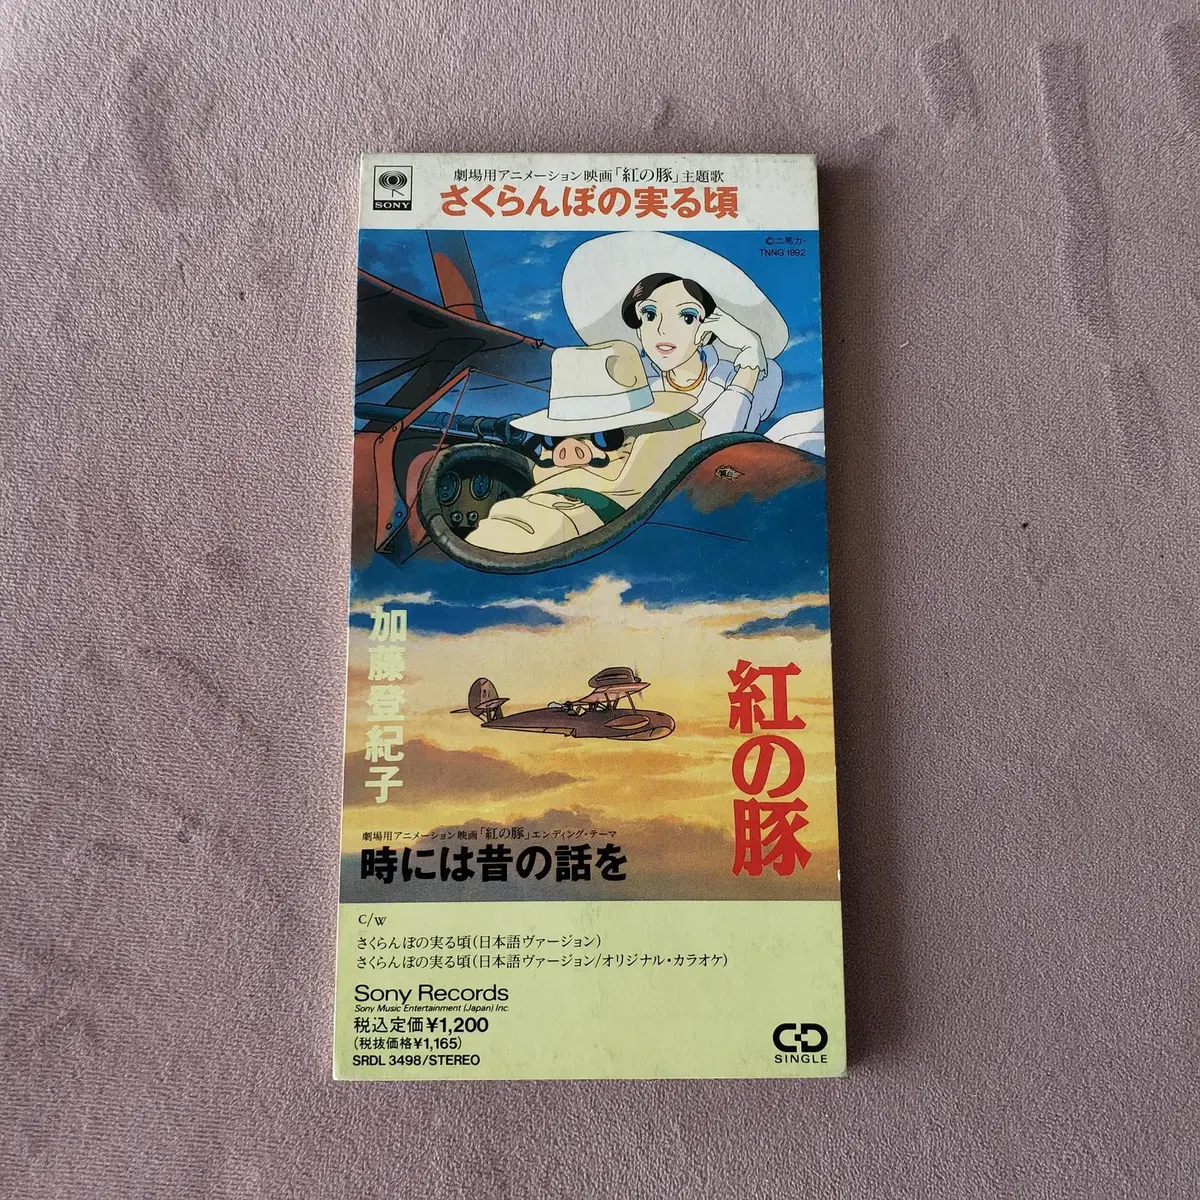 SONY
劇場用アニメーション映画「紅の豚」主題歌
さくらんぼの実る頃
©二馬力・
TNNG 1992
加藤登紀子
紅の豚
劇場用アニメーション映画「紅の豚」エンディング・テーマ
時には昔の話を
c/w
さくらんぼの実る頃(日本語ヴァージョン)
さくらんぼの実る頃(日本語ヴァージョン/オリジナル・カラオケ)
Sony Records
Sony Music Entertainment (Japan) Inc.
税込定価¥1,200
(税抜価格¥1,165)
SRDL 3498/STEREO
CD
SINGLE